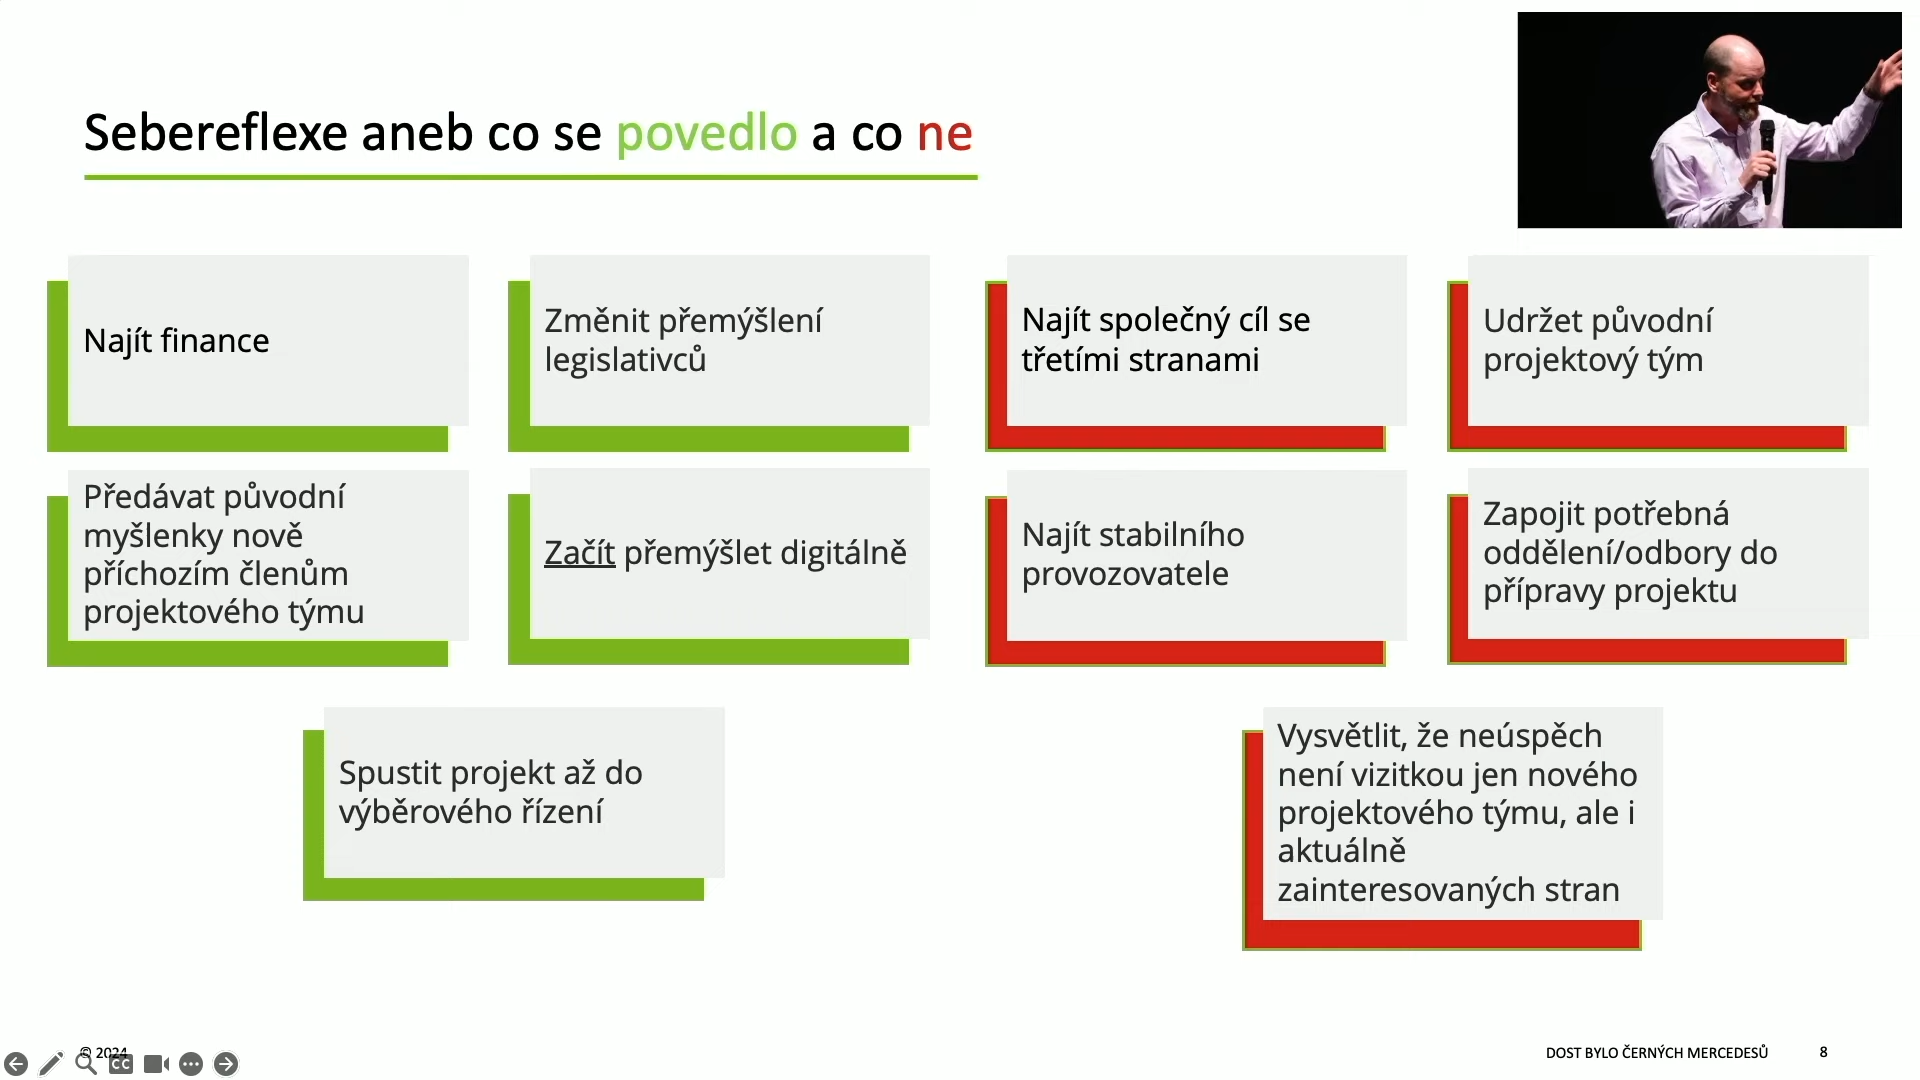 Sebereflexe aneb co se povedlo a co ne
Najít finance
Změnit přemýšlení
legislativců
Najít společný cíl se
třetími stranami
Udržet původní
projektový tým
Předávat původní
myšlenky nově
příchozím členům
projektového týmu
Začít přemýšlet digitálně
Najít stabilního
provozovatele
Zapojit potřebná
oddělení/odbory do
přípravy projektu
Spustit projekt až do
výběrového řízení
Vysvětlit, že neúspěch
není vizitkou jen nového
projektového týmu, ale i
aktuálně
zainteresovaných stran
© 2024
CC
DOST BYLO ČERNÝCH MERCEDESŮ
8